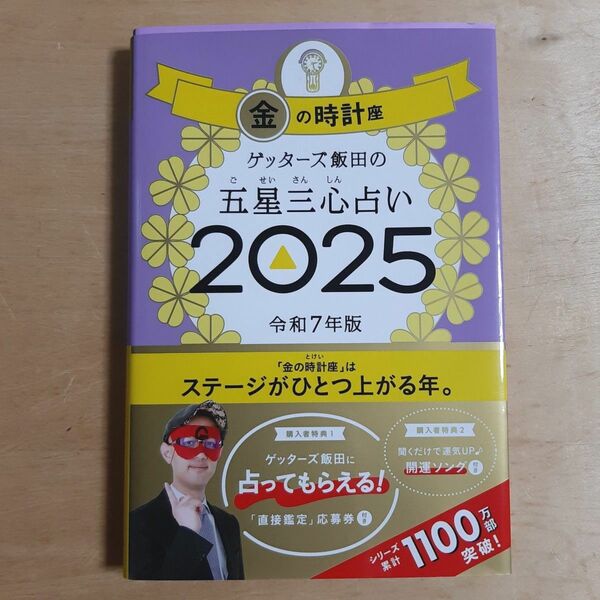 金の時計座
ゲッターズ飯田の
ご せい さん しん
五星三心占い
2025
令和7年版
とけい
「金の時計座」は
ステージがひとつ上がる年。
G
購入者特典1
ゲッターズ飯田に
占ってもらえる!
「直接鑑定」応募券付き
購入者特典2
聞くだけで運気UP♪
開運ソング付き
シリーズ累計1100万部突破!